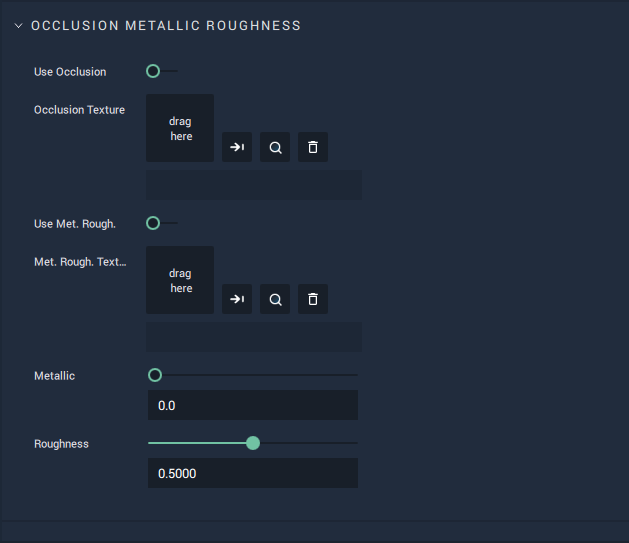 OCCLUSION METALLIC ROUGHNESS
Use Occlusion
Occlusion Texture
drag
here
Use Met. Rough.
Met. Rough. Text...
drag
here
Metallic
0.0
Roughness
0.5000